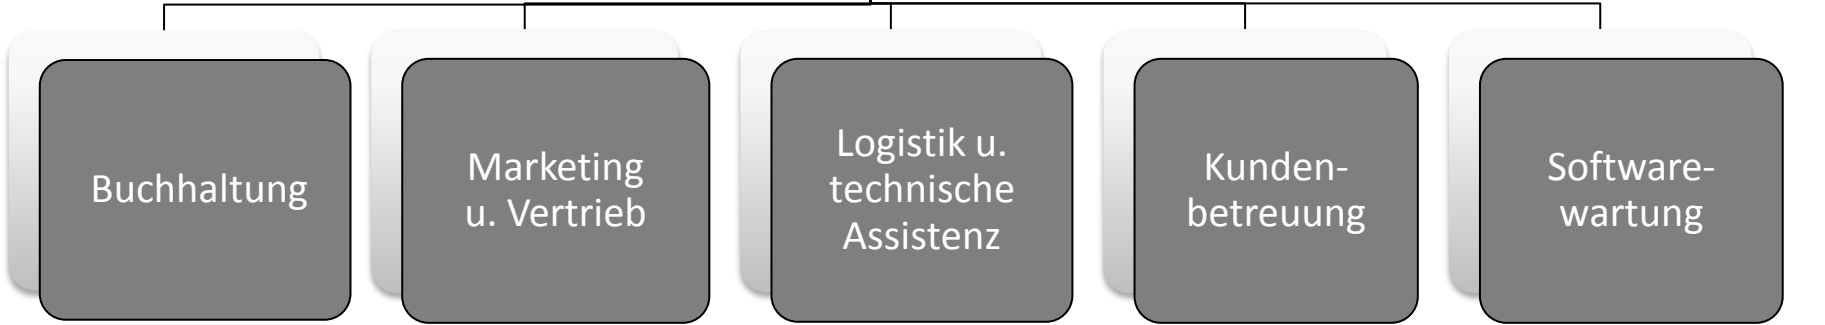 Buchhaltung
Marketing
u. Vertrieb
Logistik u.
technische
Assistenz
Kunden-
betreuung
Software-
wartung